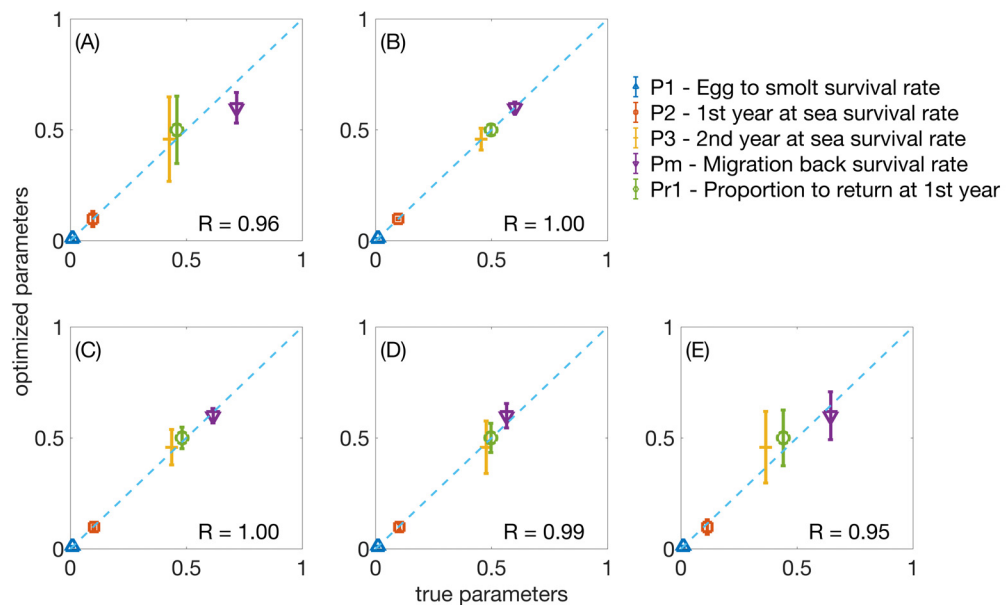 (A)
1
0.5
0
0
0.5
1
R = 0.96
(B)
1
0.5
0
0
0.5
1
R = 1.00
P1 - Egg to smolt survival rate
P2 - 1st year at sea survival rate
P3 - 2nd year at sea survival rate
Pm - Migration back survival rate
Pr1 - Proportion to return at 1st year
optimized parameters
(C)
1
0.5
0
0
0.5
1
R = 1.00
(D)
1
0.5
0
0
0.5
1
R = 0.99
(E)
1
0.5
0
0
0.5
1
R = 0.95
true parameters